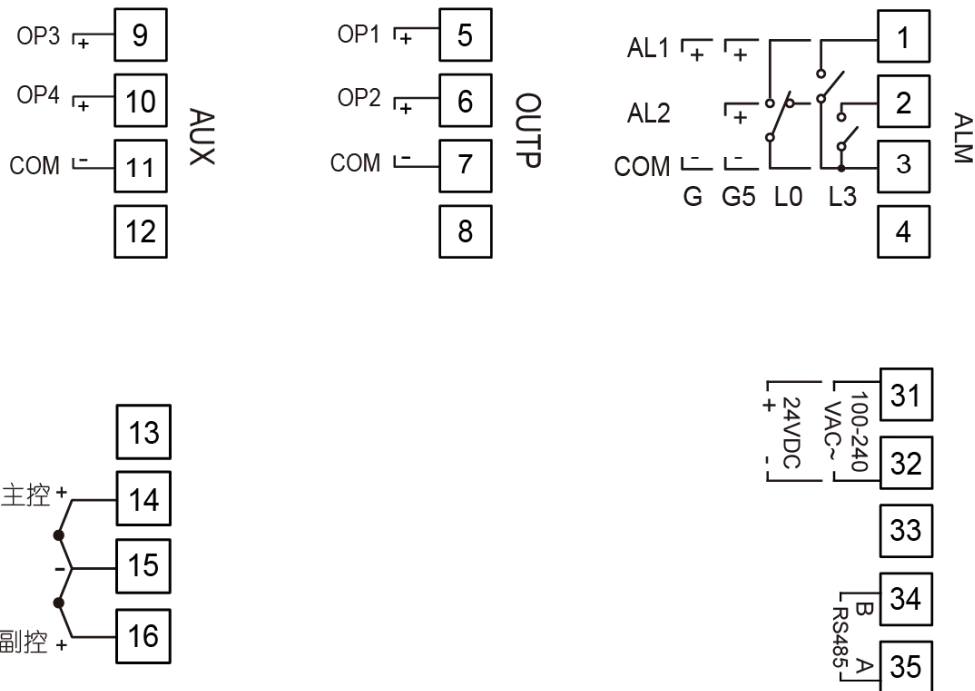 OP3 + 9
OP4 + 10
COM - 11
12
AUX
OP1 + 5
OP2 + 6
COM - 7
8
OUTP
AL1 + + 1
AL2 + 2
COM - - 3
G G5 L0 L3
4
ALM
13
主控 + 14
- 15
副控 + 16
31
32
33
34
35
100-240
VAC~
24VDC
+ -
B A
RS485